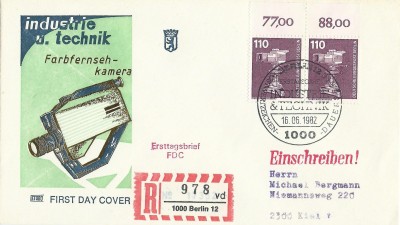 77,00 88,00
industrie
u. technik
Farbfernseh-
kamera
110 110
& TECHNIK
16.06.1982
1000
Ersttagsbrief
FDC
R 978 vd
1000 Berlin 12
FIRST DAY COVER
Einschreiben!
Herrn
Michael Bergmann
Niemannsweg 220
2300 Kiel